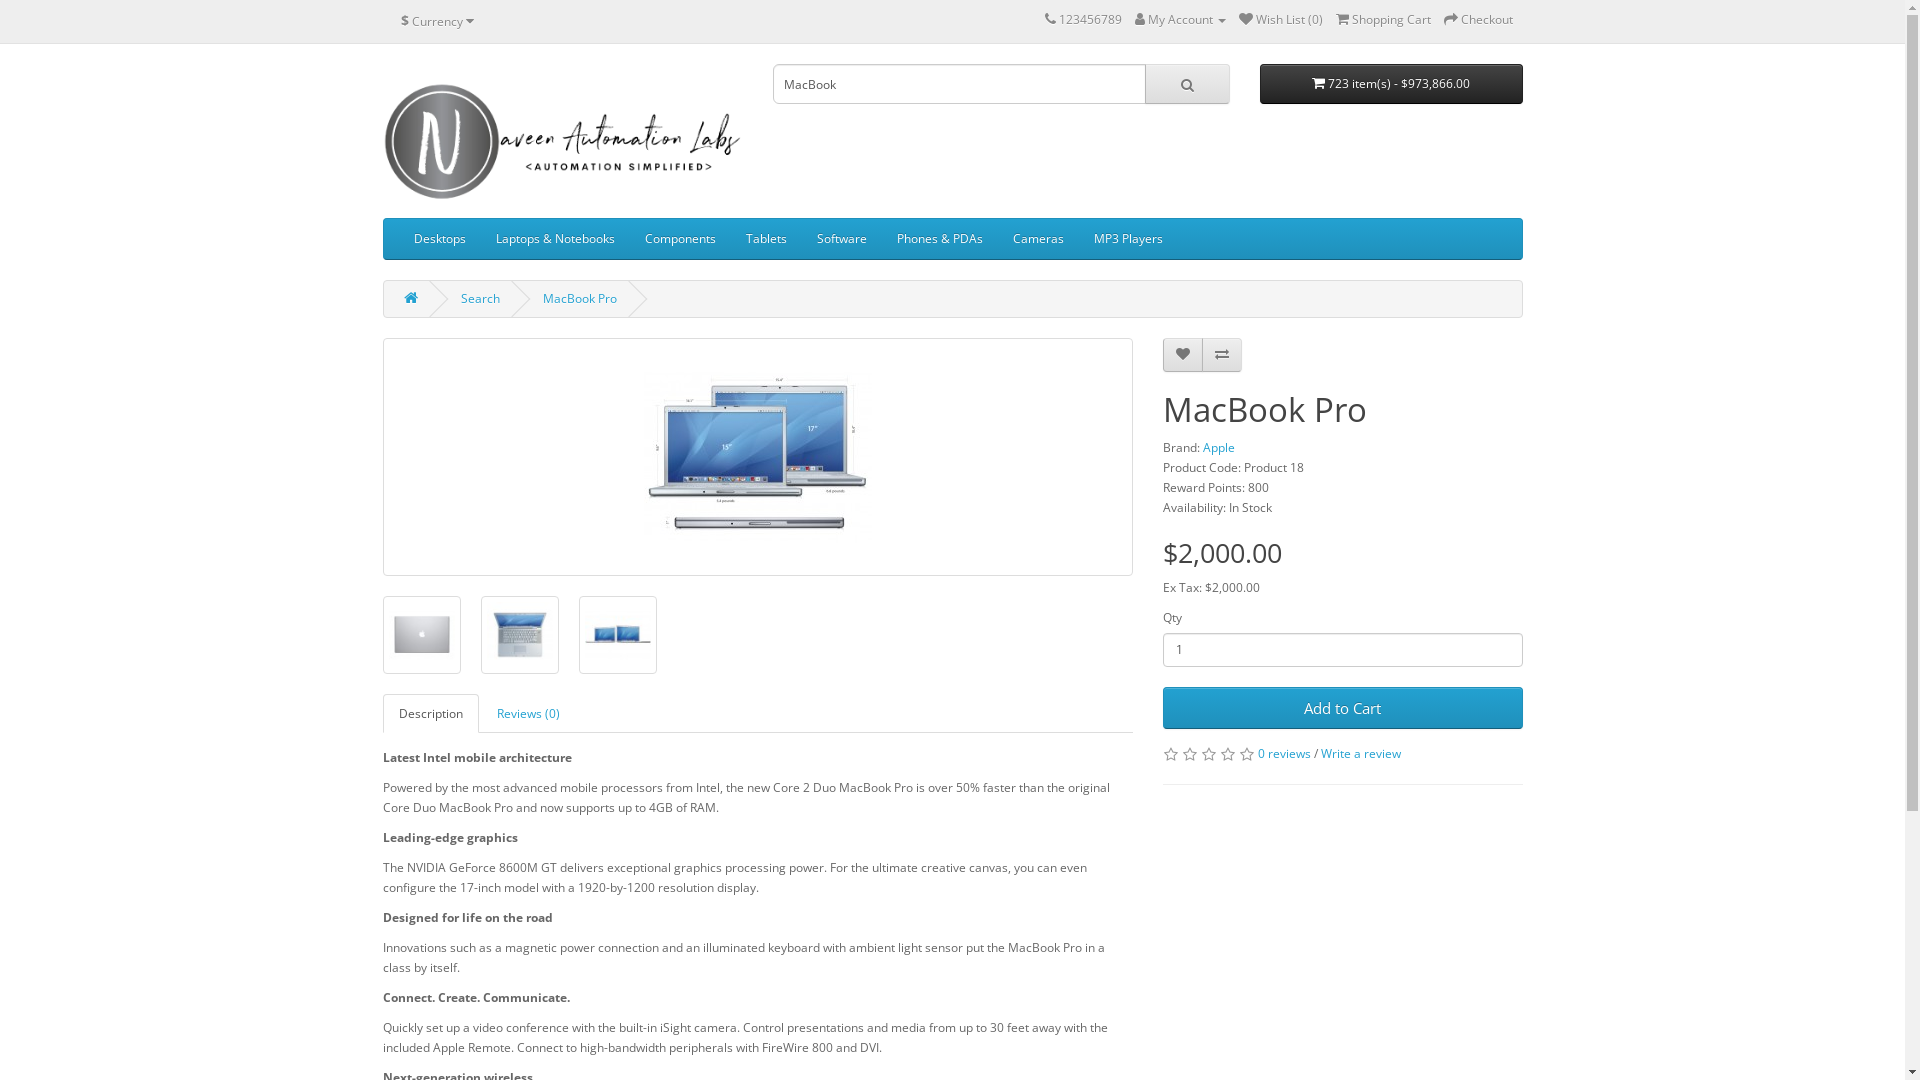 $ Currency
123456789 My Account Wish List (0) Shopping Cart Checkout
MacBook
723 item(s) - $973,866.00
N aveen Automation Labs
<AUTOMATION SIMPLIFIED>
Desktops Laptops & Notebooks Components Tablets Software Phones & PDAs Cameras MP3 Players
Search MacBook Pro
15"
17"
MacBook Pro
Brand: Apple
Product Code: Product 18
Reward Points: 800
Availability: In Stock
$2,000.00
Ex Tax: $2,000.00
Qty
1
Add to Cart
0 reviews / Write a review
Description Reviews (0)
Latest Intel mobile architecture
Powered by the most advanced mobile processors from Intel, the new Core 2 Duo MacBook Pro is over 50% faster than the original
Core Duo MacBook Pro and now supports up to 4GB of RAM.
Leading-edge graphics
The NVIDIA GeForce 8600M GT delivers exceptional graphics processing power. For the ultimate creative canvas, you can even
configure the 17-inch model with a 1920-by-1200 resolution display.
Designed for life on the road
Innovations such as a magnetic power connection and an illuminated keyboard with ambient light sensor put the MacBook Pro in a
class by itself.
Connect. Create. Communicate.
Quickly set up a video conference with the built-in iSight camera. Control presentations and media from up to 30 feet away with the
included Apple Remote. Connect to high-bandwidth peripherals with FireWire 800 and DVI.
Next-generation wireless